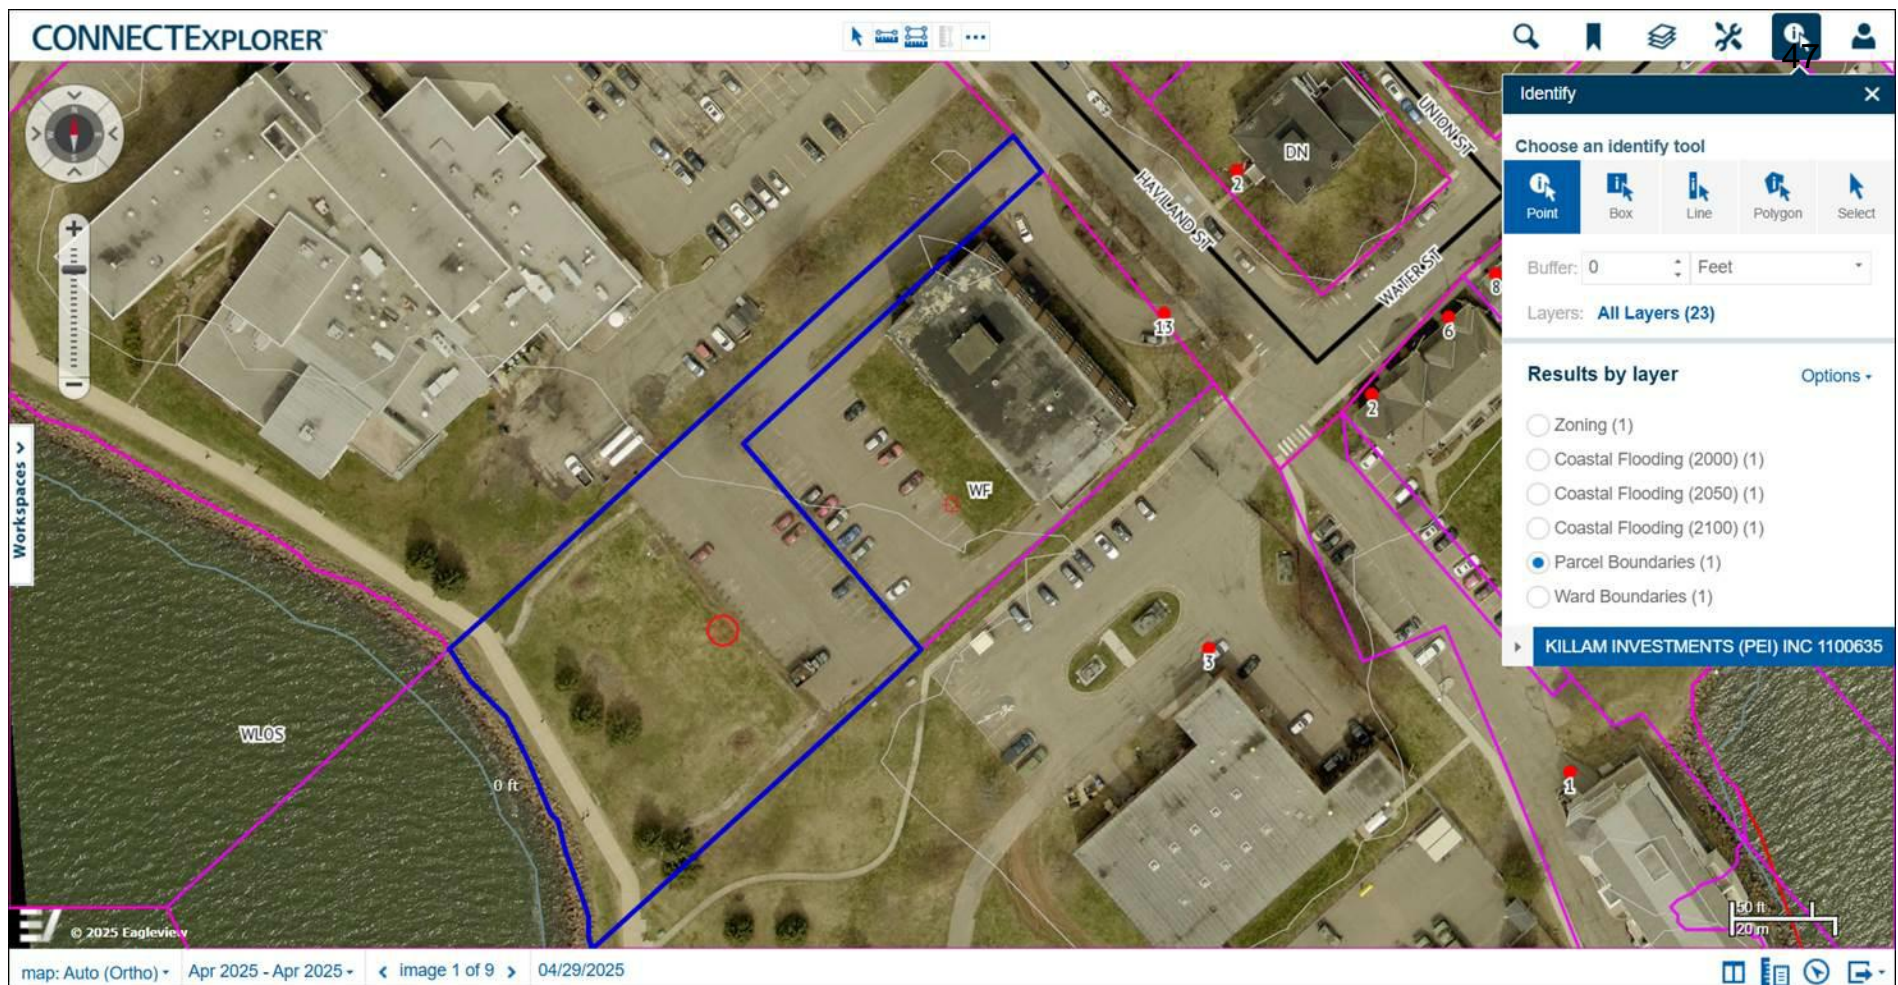 CONNECTEXPLORER™
47
Identify
Choose an identify tool
Point
Box
Line
Polygon
Select
Buffer: 0 Feet
Layers: All Layers (23)
Results by layer
Options
Zoning (1)
Coastal Flooding (2000) (1)
Coastal Flooding (2050) (1)
Coastal Flooding (2100) (1)
Parcel Boundaries (1)
Ward Boundaries (1)
KILLAM INVESTMENTS (PEI) INC 1100635
N
W
E
S
Workspaces
UNION ST
DN
2
HAVILAND ST
WATER ST
8
13
6
2
WF
3
WLOS
0 ft
1
50 ft
20 m
© 2025 Eagleview
map: Auto (Ortho)
Apr 2025 - Apr 2025
image 1 of 9
04/29/2025